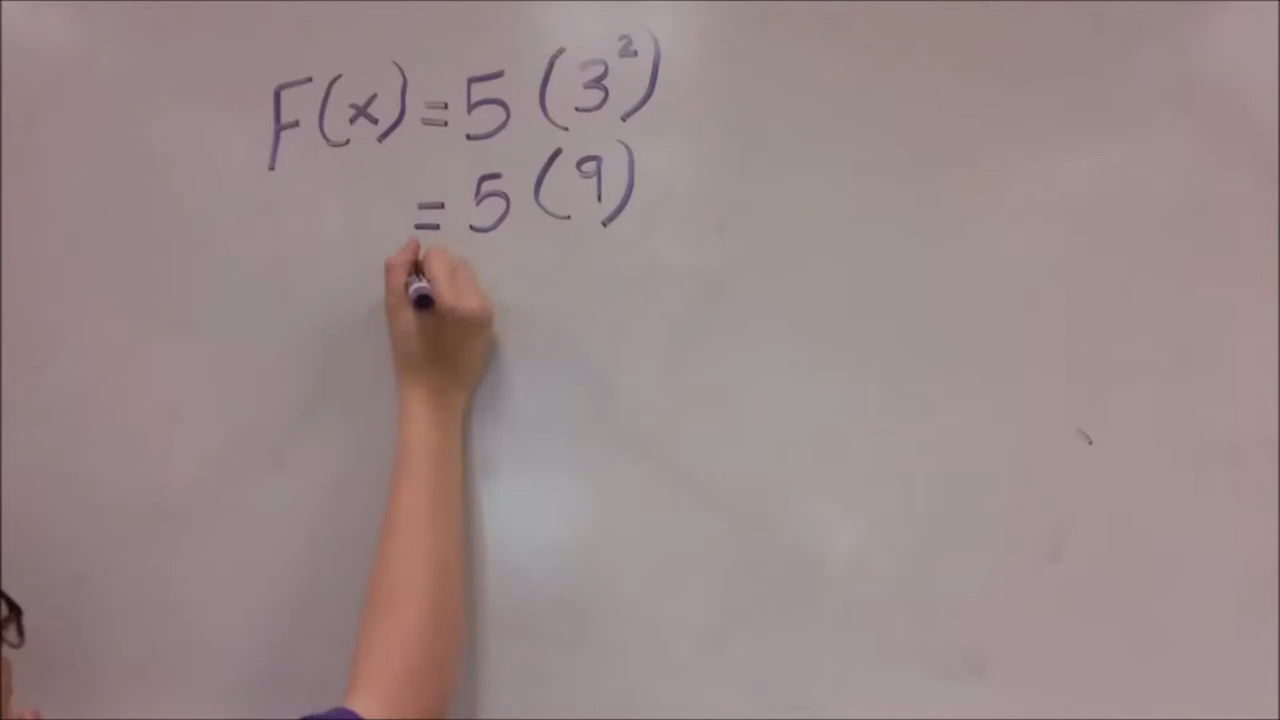 F(x) = 5 (3²)
= 5 (9)